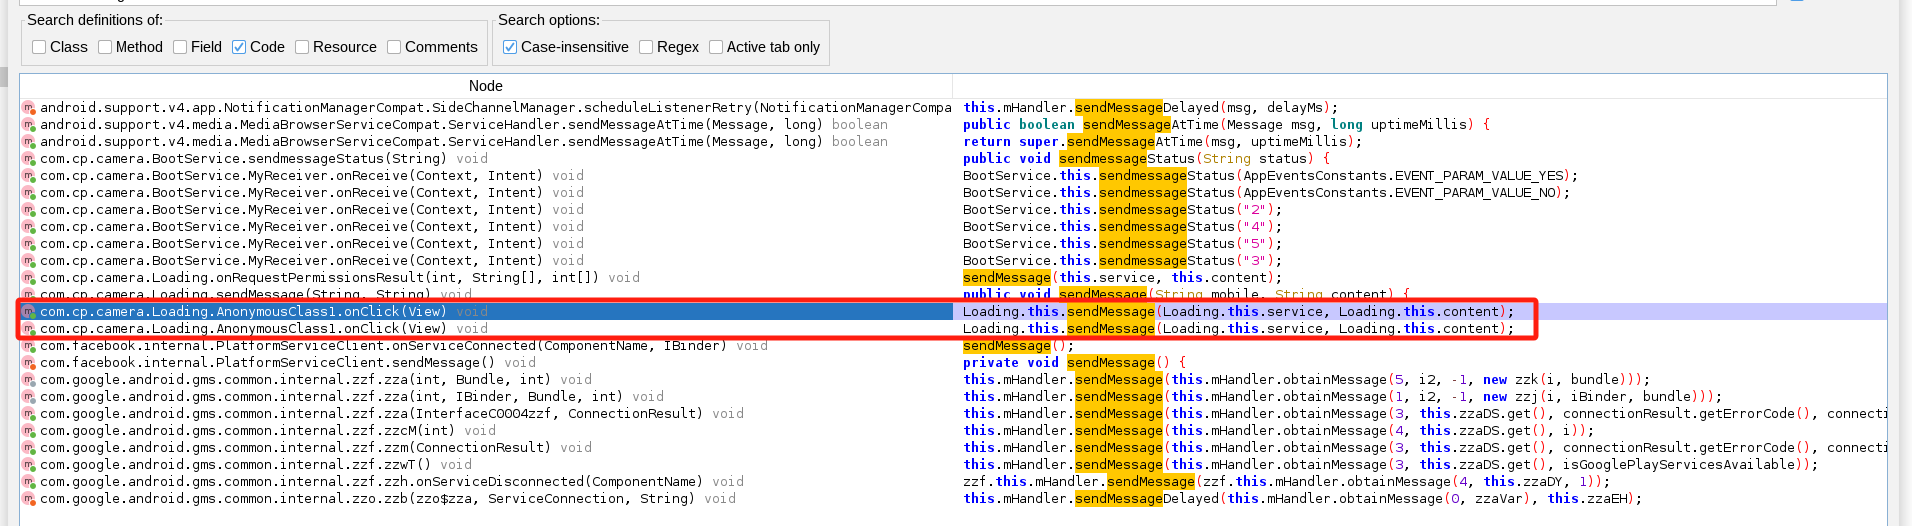 Search definitions of: Search options:
Class Method Field Code Resource Comments Case-insensitive Regex Active tab only
Node
android.support.v4.app.NotificationManagerCompat.SideChannelManager.scheduleListenerRetry(NotificationManagerCompa this.mHandler.sendMessageDelayed(msg, delayMs);
android.support.v4.media.MediaBrowserServiceCompat.ServiceHandler.sendMessageAtTime(Message, long) boolean public boolean sendMessageAtTime(Message msg, long uptimeMillis) {
android.support.v4.media.MediaBrowserServiceCompat.ServiceHandler.sendMessageAtTime(Message, long) boolean return super.sendMessageAtTime(msg, uptimeMillis);
com.cp.camera.BootService.sendmessageStatus(String) void public void sendmessageStatus(String status) {
com.cp.camera.BootService.MyReceiver.onReceive(Context, Intent) void BootService.this.sendmessageStatus(AppEventsConstants.EVENT_PARAM_VALUE_YES);
com.cp.camera.BootService.MyReceiver.onReceive(Context, Intent) void BootService.this.sendmessageStatus(AppEventsConstants.EVENT_PARAM_VALUE_NO);
com.cp.camera.BootService.MyReceiver.onReceive(Context, Intent) void BootService.this.sendmessageStatus("2");
com.cp.camera.BootService.MyReceiver.onReceive(Context, Intent) void BootService.this.sendmessageStatus("4");
com.cp.camera.BootService.MyReceiver.onReceive(Context, Intent) void BootService.this.sendmessageStatus("5");
com.cp.camera.BootService.MyReceiver.onReceive(Context, Intent) void BootService.this.sendmessageStatus("3");
com.cp.camera.Loading.onRequestPermissionsResult(int, String[], int[]) void sendMessage(this.service, this.content);
com.cp.camera.Loading.sendMessage(String, String) void public void sendMessage(String mobile, String content) {
com.cp.camera.Loading.AnonymousClass1.onClick(View) void Loading.this.sendMessage(Loading.this.service, Loading.this.content);
com.cp.camera.Loading.AnonymousClass1.onClick(View) void Loading.this.sendMessage(Loading.this.service, Loading.this.content);
com.facebook.internal.PlatformServiceClient.onServiceConnected(ComponentName, IBinder) void sendMessage();
com.facebook.internal.PlatformServiceClient.sendMessage() void private void sendMessage() {
com.google.android.gms.common.internal.zzf.zza(int, Bundle, int) void this.mHandler.sendMessage(this.mHandler.obtainMessage(5, i2, -1, new zzk(i, bundle)));
com.google.android.gms.common.internal.zzf.zza(int, IBinder, Bundle, int) void this.mHandler.sendMessage(this.mHandler.obtainMessage(1, i2, -1, new zzj(i, iBinder, bundle)));
com.google.android.gms.common.internal.zzf.zza(InterfaceC0004zzf, ConnectionResult) void this.mHandler.sendMessage(this.mHandler.obtainMessage(3, this.zzaDS.get(), connectionResult.getErrorCode(), connecti
com.google.android.gms.common.internal.zzf.zzcM(int) void this.mHandler.sendMessage(this.mHandler.obtainMessage(4, this.zzaDS.get(), i));
com.google.android.gms.common.internal.zzf.zzm(ConnectionResult) void this.mHandler.sendMessage(this.mHandler.obtainMessage(3, this.zzaDS.get(), connectionResult.getErrorCode(), connecti
com.google.android.gms.common.internal.zzf.zzwT() void this.mHandler.sendMessage(this.mHandler.obtainMessage(3, this.zzaDS.get(), isGooglePlayServicesAvailable));
com.google.android.gms.common.internal.zzf.zzh.onServiceDisconnected(ComponentName) void zzf.this.mHandler.sendMessage(zzf.this.mHandler.obtainMessage(4, this.zzaDY, 1));
com.google.android.gms.common.internal.zzo.zzb(zzo$zza, ServiceConnection, String) void this.mHandler.sendMessageDelayed(this.mHandler.obtainMessage(0, zzaVar), this.zzaEH);